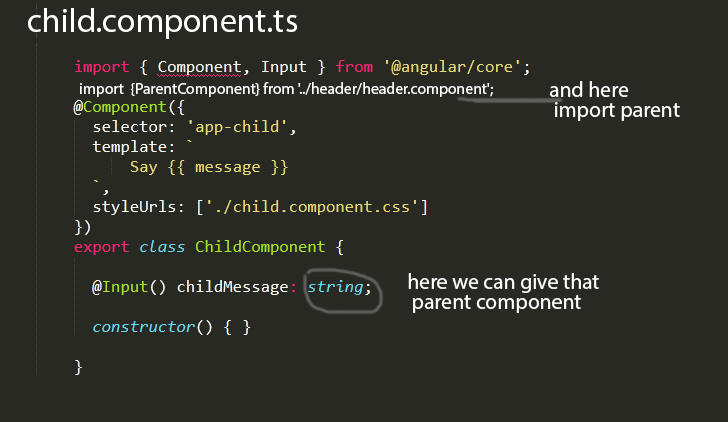 child.component.ts
import { Component, Input } from '@angular/core';
import {ParentComponent} from '../header/header.component';
and here
import parent
@Component({
selector: 'app-child',
template: `
Say {{ message }}
`,
styleUrls: ['./child.component.css']
})
export class ChildComponent {
@Input() childMessage: string;
here we can give that
parent component
constructor() { }
}